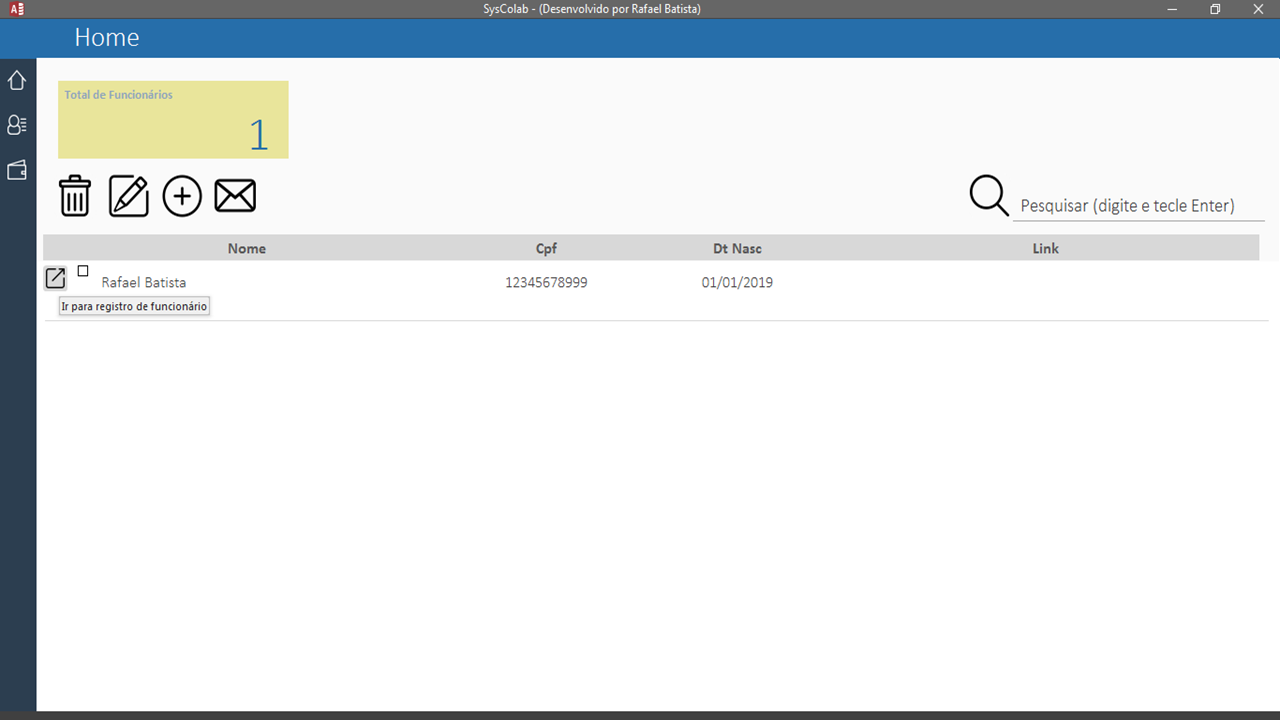 SysColab - (Desenvolvido por Rafael Batista)
Home
Total de Funcionários
1
Pesquisar (digite e tecle Enter)
Nome Cpf Dt Nasc Link
Rafael Batista 12345678999 01/01/2019
Ir para registro de funcionário